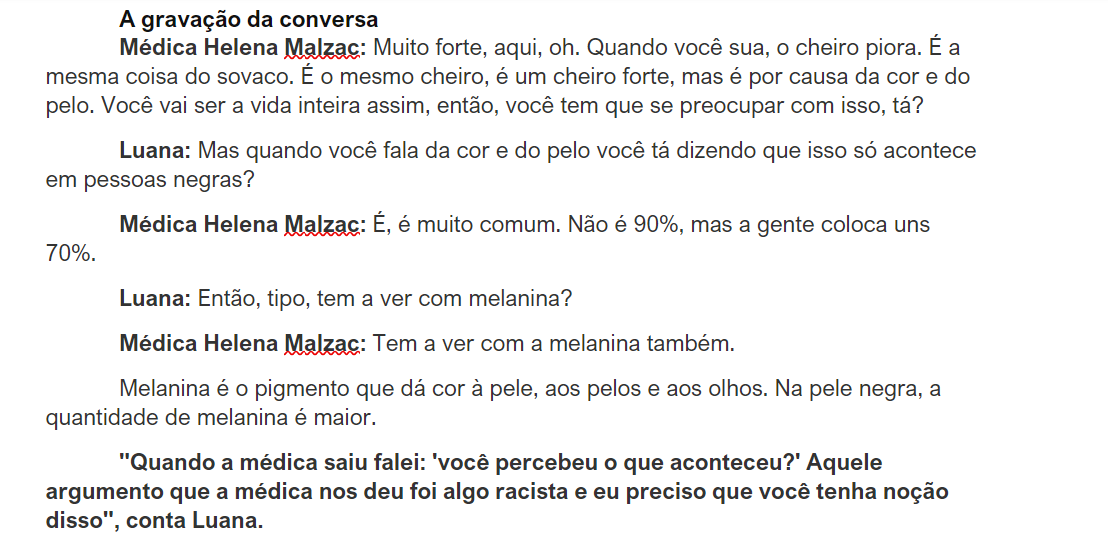 A gravação da conversa
Médica Helena Malzac: Muito forte, aqui, oh. Quando você sua, o cheiro piora. É a
mesma coisa do sovaco. É o mesmo cheiro, é um cheiro forte, mas é por causa da cor e do
pelo. Você vai ser a vida inteira assim, então, você tem que se preocupar com isso, tá?
Luana: Mas quando você fala da cor e do pelo você tá dizendo que isso só acontece
em pessoas negras?
Médica Helena Malzac: É, é muito comum. Não é 90%, mas a gente coloca uns
70%.
Luana: Então, tipo, tem a ver com melanina?
Médica Helena Malzac: Tem a ver com a melanina também.
Melanina é o pigmento que dá cor à pele, aos pelos e aos olhos. Na pele negra, a
quantidade de melanina é maior.
"Quando a médica saiu falei: 'você percebeu o que aconteceu?' Aquele
argumento que a médica nos deu foi algo racista e eu preciso que você tenha noção
disso", conta Luana.